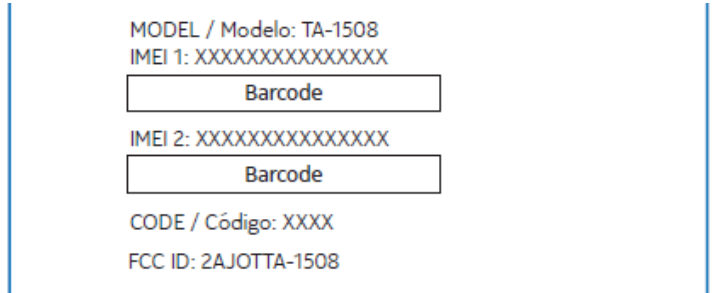 MODEL / Modelo: TA-1508
IMEI 1: XXXXXXXXXXXXXXX
Barcode
IMEI 2: XXXXXXXXXXXXXXX
Barcode
CODE / Código: XXXX
FCC ID: 2AJOTTA-1508